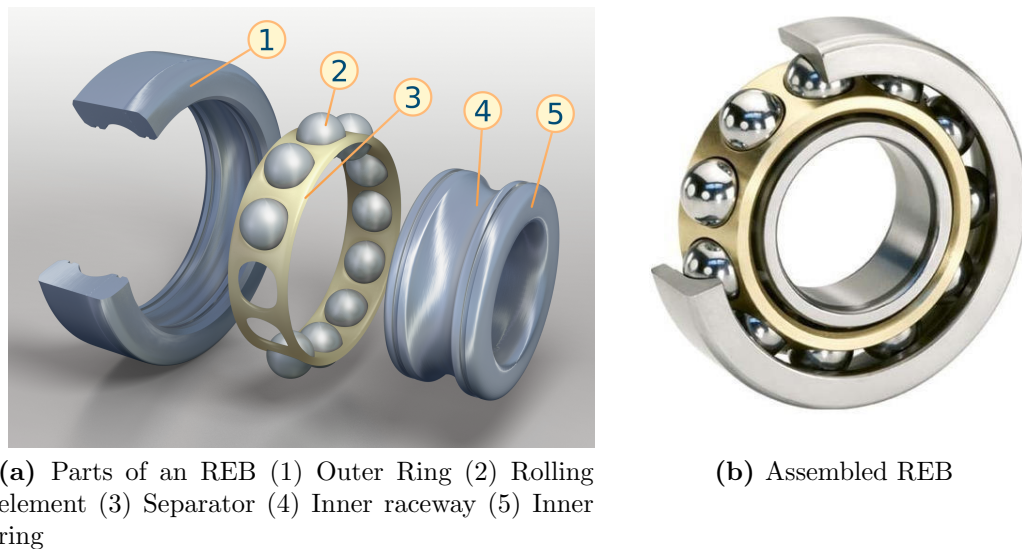 1
2
3
4
5
(a) Parts of an REB (1) Outer Ring (2) Rolling
element (3) Separator (4) Inner raceway (5) Inner
ring
(b) Assembled REB